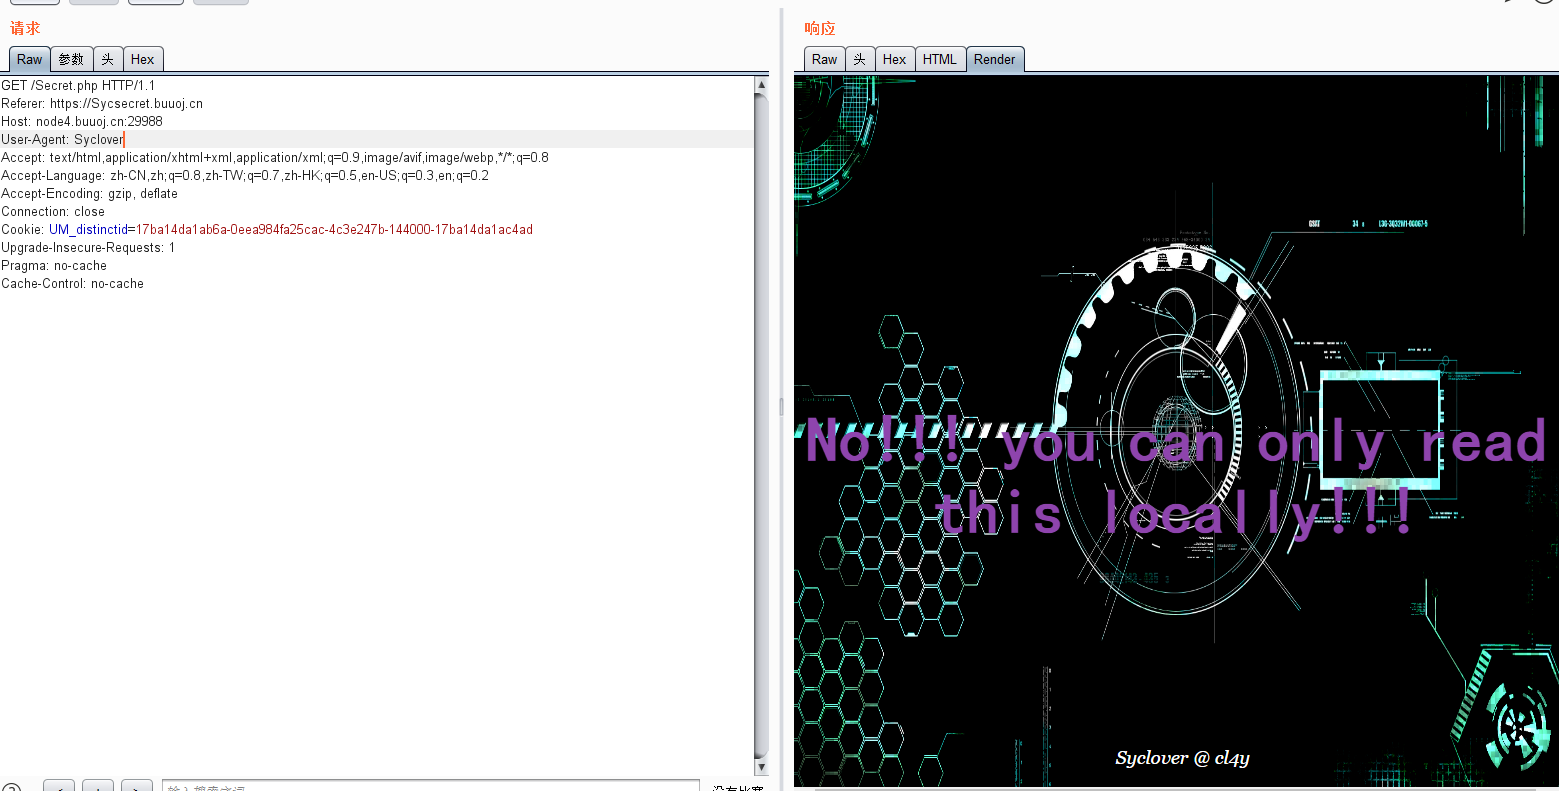 请求
Raw 参数 头 Hex
GET /Secret.php HTTP/1.1
Referer: https://Sycsecret.buuoj.cn
Host: node4.buuoj.cn:29988
User-Agent: Syclover
Accept: text/html,application/xhtml+xml,application/xml;q=0.9,image/avif,image/webp,*/*;q=0.8
Accept-Language: zh-CN,zh;q=0.8,zh-TW;q=0.7,zh-HK;q=0.5,en-US;q=0.3,en;q=0.2
Accept-Encoding: gzip, deflate
Connection: close
Cookie: UM_distinctid=17ba14da1ab6a-0eea984fa25cac-4c3e247b-144000-17ba14da1ac4ad
Upgrade-Insecure-Requests: 1
Pragma: no-cache
Cache-Control: no-cache
响应
Raw 头 Hex HTML Render
No!!! you can only read
this locally!!!
Syclover @ cl4y